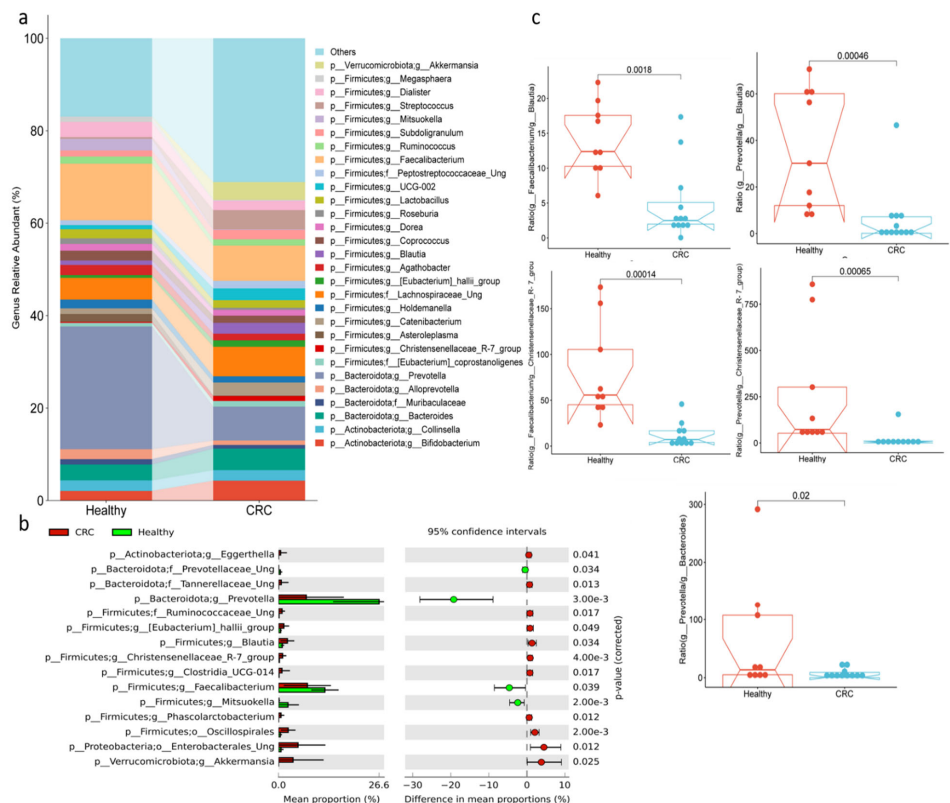 a
Genus Relative Abundant (%)
100
80
60
40
20
0
Healthy
CRC
Others
p__Verrucomicrobiota;g__Akkermansia
p__Firmicutes;g__Megasphaera
p__Firmicutes;g__Dialister
p__Firmicutes;g__Streptococcus
p__Firmicutes;g__Mitsuokella
p__Firmicutes;g__Subdoligranulum
p__Firmicutes;g__Ruminococcus
p__Firmicutes;g__Faecalibacterium
p__Firmicutes;f__Peptostreptococcaceae_Ung
p__Firmicutes;g__UCG-002
p__Firmicutes;g__Lactobacillus
p__Firmicutes;g__Roseburia
p__Firmicutes;g__Dorea
p__Firmicutes;g__Coprococcus
p__Firmicutes;g__Blautia
p__Firmicutes;g__Agathobacter
p__Firmicutes;g__[Eubacterium]_hallii_group
p__Firmicutes;f__Lachnospiraceae_Ung
p__Firmicutes;g__Holdemanella
p__Firmicutes;g__Catenibacterium
p__Firmicutes;g__Asteroleplasma
p__Firmicutes;g__Christensenellaceae_R-7_group
p__Firmicutes;f__[Eubacterium]_coprostanoligenes
p__Bacteroidota;g__Prevotella
p__Bacteroidota;g__Alloprevotella
p__Bacteroidota;f__Muribaculaceae
p__Bacteroidota;g__Bacteroides
p__Actinobacteria;g__Collinsella
p__Actinobacteria;g__Bifidobacterium
b
CRC
Healthy
95% confidence intervals
p__Actinobacteriota;g__Eggerthella
0.041
p__Bacteroidota;f__Prevotellaceae_Ung
0.034
p__Bacteroidota;f__Tannerellaceae_Ung
0.013
p__Bacteroidota;g__Prevotella
3.00e-3
p__Firmicutes;f__Ruminococcaceae_Ung
0.017
p__Firmicutes;g__[Eubacterium]_hallii_group
0.049
p__Firmicutes;g__Blautia
0.034
p__Firmicutes;g__Christensenellaceae_R-7_group
4.00e-3
p__Firmicutes;g__Clostridia_UCG-014
0.017
p__Firmicutes;g__Faecalibacterium
0.039
p__Firmicutes;g__Mitsuokella
2.00e-3
p__Firmicutes;g__Phascolarctobacterium
0.012
p__Firmicutes;o__Oscillospirales
2.00e-3
p__Proteobacteria;o__Enterobacterales_Ung
0.012
p__Verrucomicrobiota;g__Akkermansia
0.025
p-value (corrected)
0.0 26.6
Mean proportion (%)
−30 −20 −10 0 10
Difference in mean proportions (%)
c
Ratio(g__Faecalibacterium/g__Blautia)
0.0018
20
15
10
5
0
Healthy
CRC
Ratio (g__Prevotella/g__Blautia)
0.00046
60
40
20
0
Healthy
CRC
Ratio(g__Faecalibacterium/g__Christensenellaceae_R- 7_grou
0.00014
150
100
50
0
Healthy
CRC
Ratio(g__Prevotella/g__Christensenellaceae_R-7_group)
0.00065
750
500
250
0
Healthy
CRC
Ratio(g__Prevotella/g__Bacteroides)
0.02
300
200
100
0
Healthy
CRC